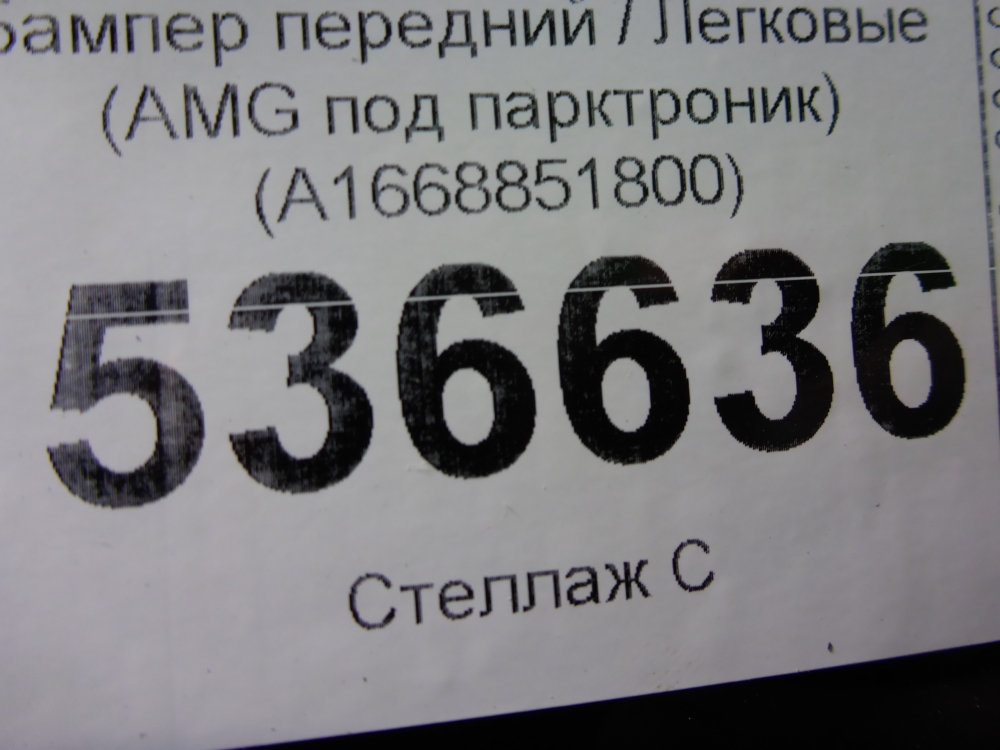 Бампер передний / Легковые
(AMG под парктроник)
(A1668851800)
536636
Стеллаж С